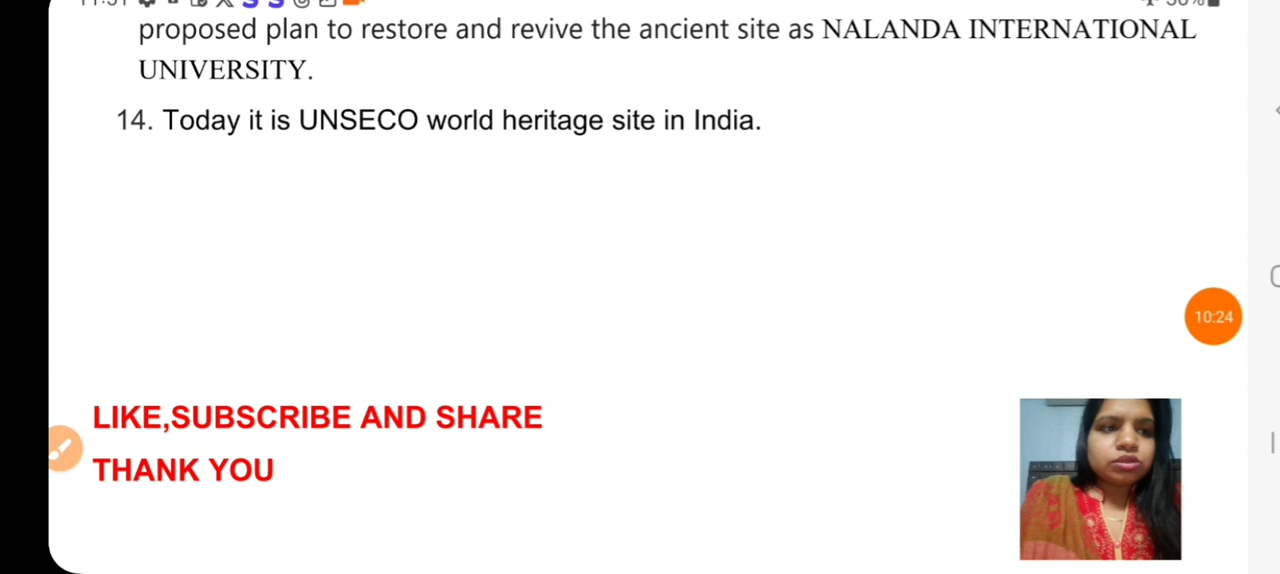 proposed plan to restore and revive the ancient site as NALANDA INTERNATIONAL
UNIVERSITY.
14. Today it is UNSECO world heritage site in India.
10:24
LIKE,SUBSCRIBE AND SHARE
THANK YOU